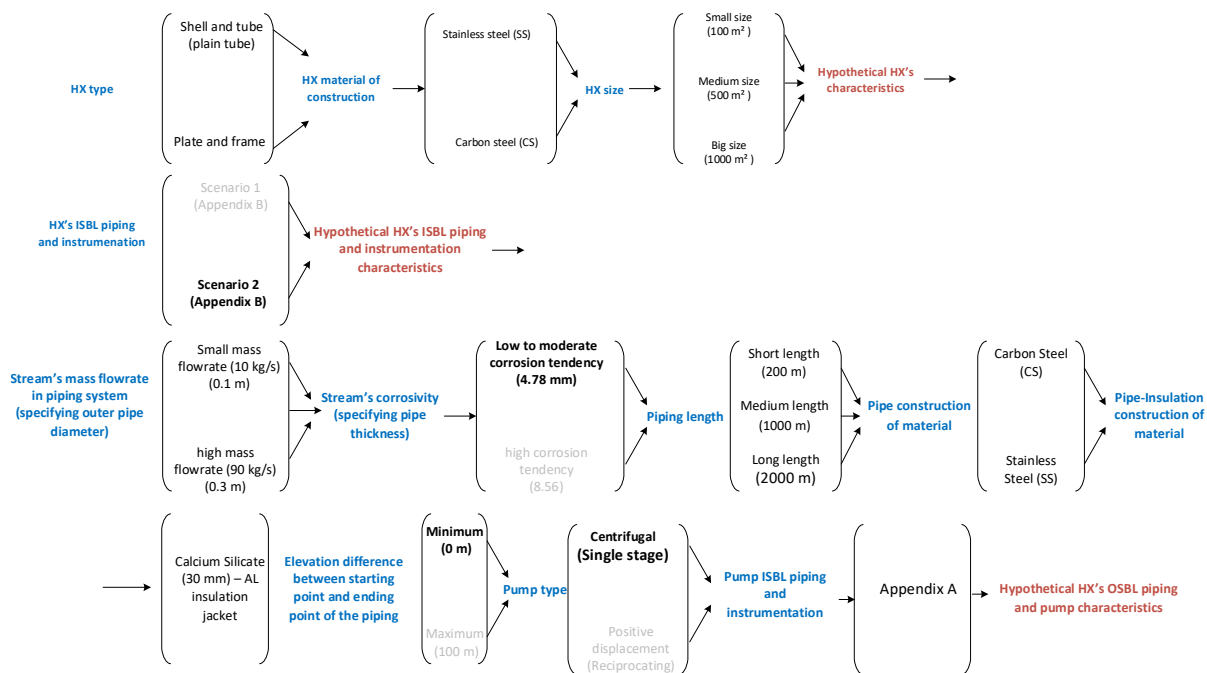 HX type
Shell and tube
(plain tube)
Plate and frame
HX material of
construction
Stainless steel (SS)
Carbon steel (CS)
HX size
Small size
(100 m² )
Medium size
(500 m² )
Big size
(1000 m² )
Hypothetical HX's
characteristics
HX's ISBL piping
and instrumenation
Scenario 1
(Appendix B)
Scenario 2
(Appendix B)
Hypothetical HX's ISBL piping
and instrumentation
characteristics
Stream's mass flowrate
in piping system
(specifying outer pipe
diameter)
Small mass
flowrate (10 kg/s)
(0.1 m)
high mass
flowrate (90 kg/s)
(0.3 m)
Stream's corrosivity
(specifying pipe
thickness)
Low to moderate
corrosion tendency
(4.78 mm)
high corrosion
tendency
(8.56)
Piping length
Short length
(200 m)
Medium length
(1000 m)
Long length
(2000 m)
Pipe construction
of material
Carbon Steel
(CS)
Stainless
Steel (SS)
Pipe-Insulation
construction of
material
Calcium Silicate
(30 mm) – AL
insulation
jacket
Elevation difference
between starting
point and ending
point of the piping
Minimum
(0 m)
Maximum
(100 m)
Pump type
Centrifugal
(Single stage)
Positive
displacement
(Reciprocating)
Pump ISBL piping
and
instrumentation
Appendix A
Hypothetical HX's OSBL piping
and pump characteristics